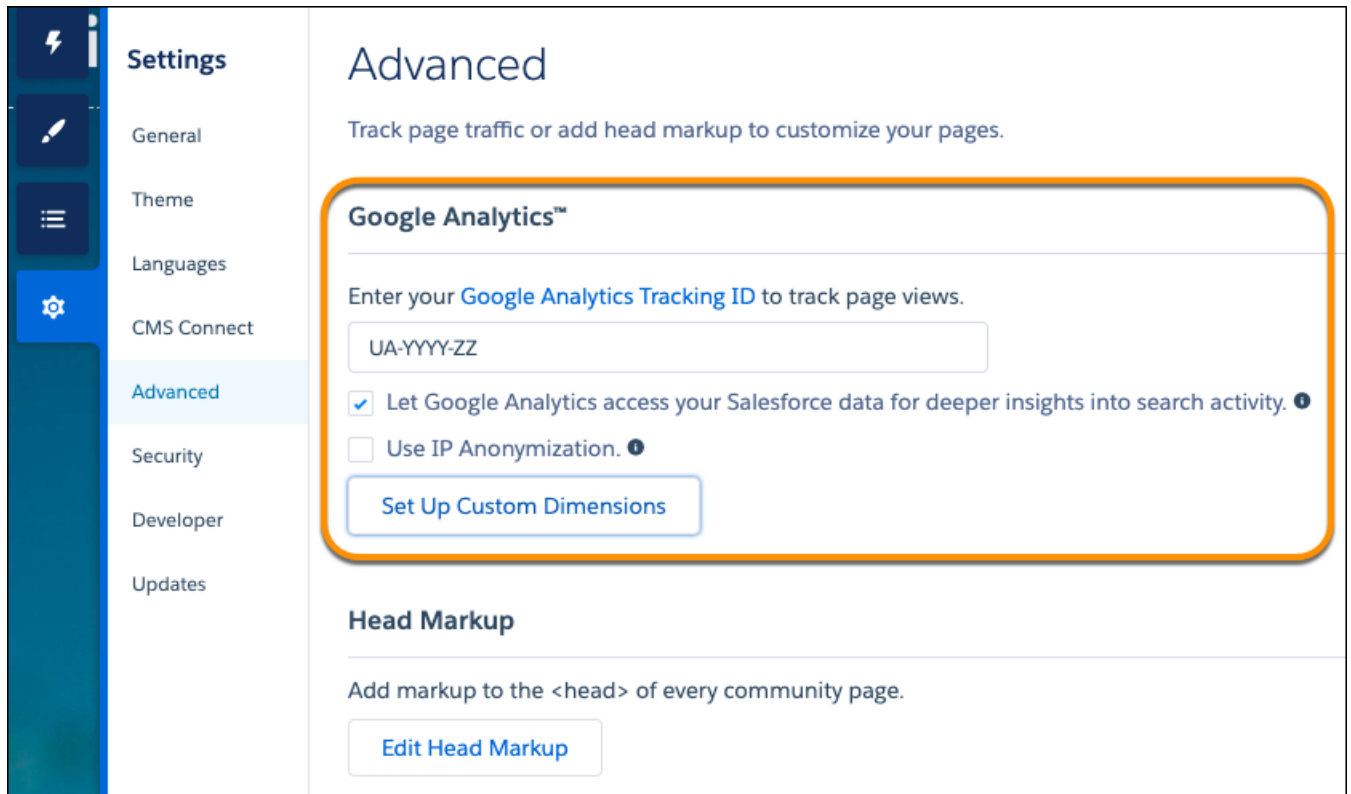 Settings
General
Theme
Languages
CMS Connect
Advanced
Security
Developer
Updates
Advanced
Track page traffic or add head markup to customize your pages.
Google Analytics™
Enter your Google Analytics Tracking ID to track page views.
UA-YYYY-ZZ
Let Google Analytics access your Salesforce data for deeper insights into search activity.
Use IP Anonymization.
Set Up Custom Dimensions
Head Markup
Add markup to the <head> of every community page.
Edit Head Markup